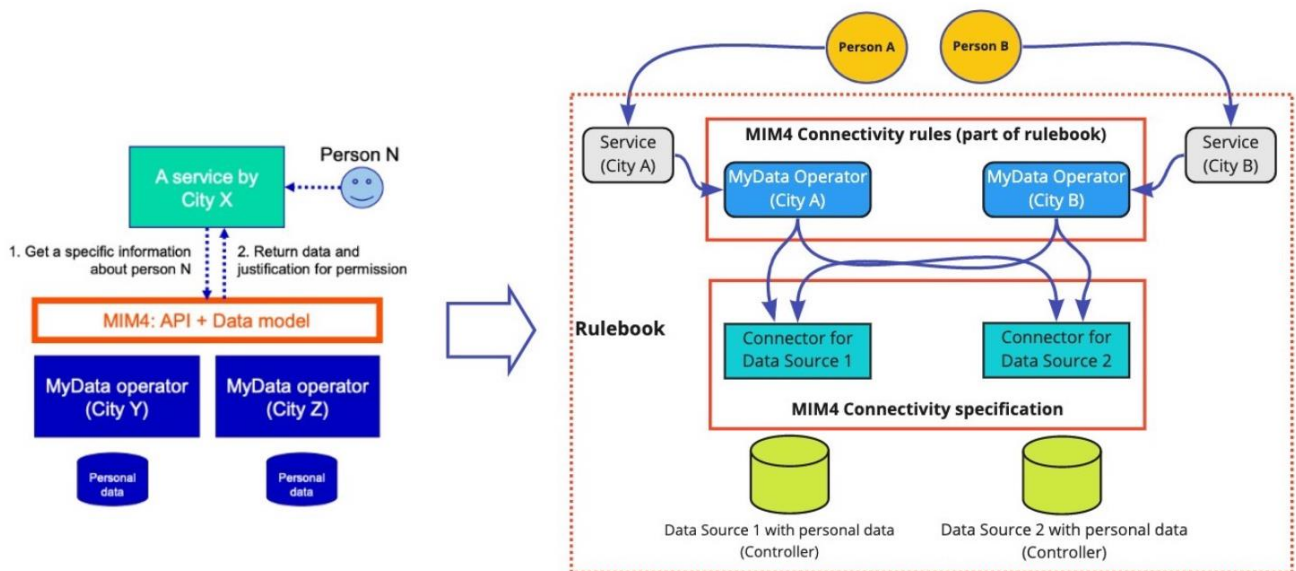 Person N
A service by
City X
1. Get a specific information
about person N
2. Return data and
justification for permission
MIM4: API + Data model
MyData operator
(City Y)
MyData operator
(City Z)
Personal
data
Personal
data
Person A
Person B
Service
(City A)
MIM4 Connectivity rules (part of rulebook)
Service
(City B)
MyData Operator
(City A)
MyData Operator
(City B)
Rulebook
Connector for
Data Source 1
Connector for
Data Source 2
MIM4 Connectivity specification
Data Source 1 with personal data
(Controller)
Data Source 2 with personal data
(Controller)